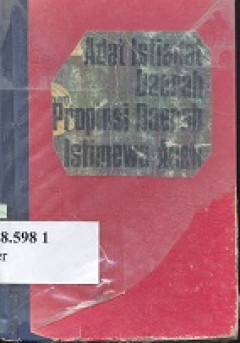 Adat Istiadat
Daerah
Propinsi Daerah
Istimewa Aceh
8.598 1
er